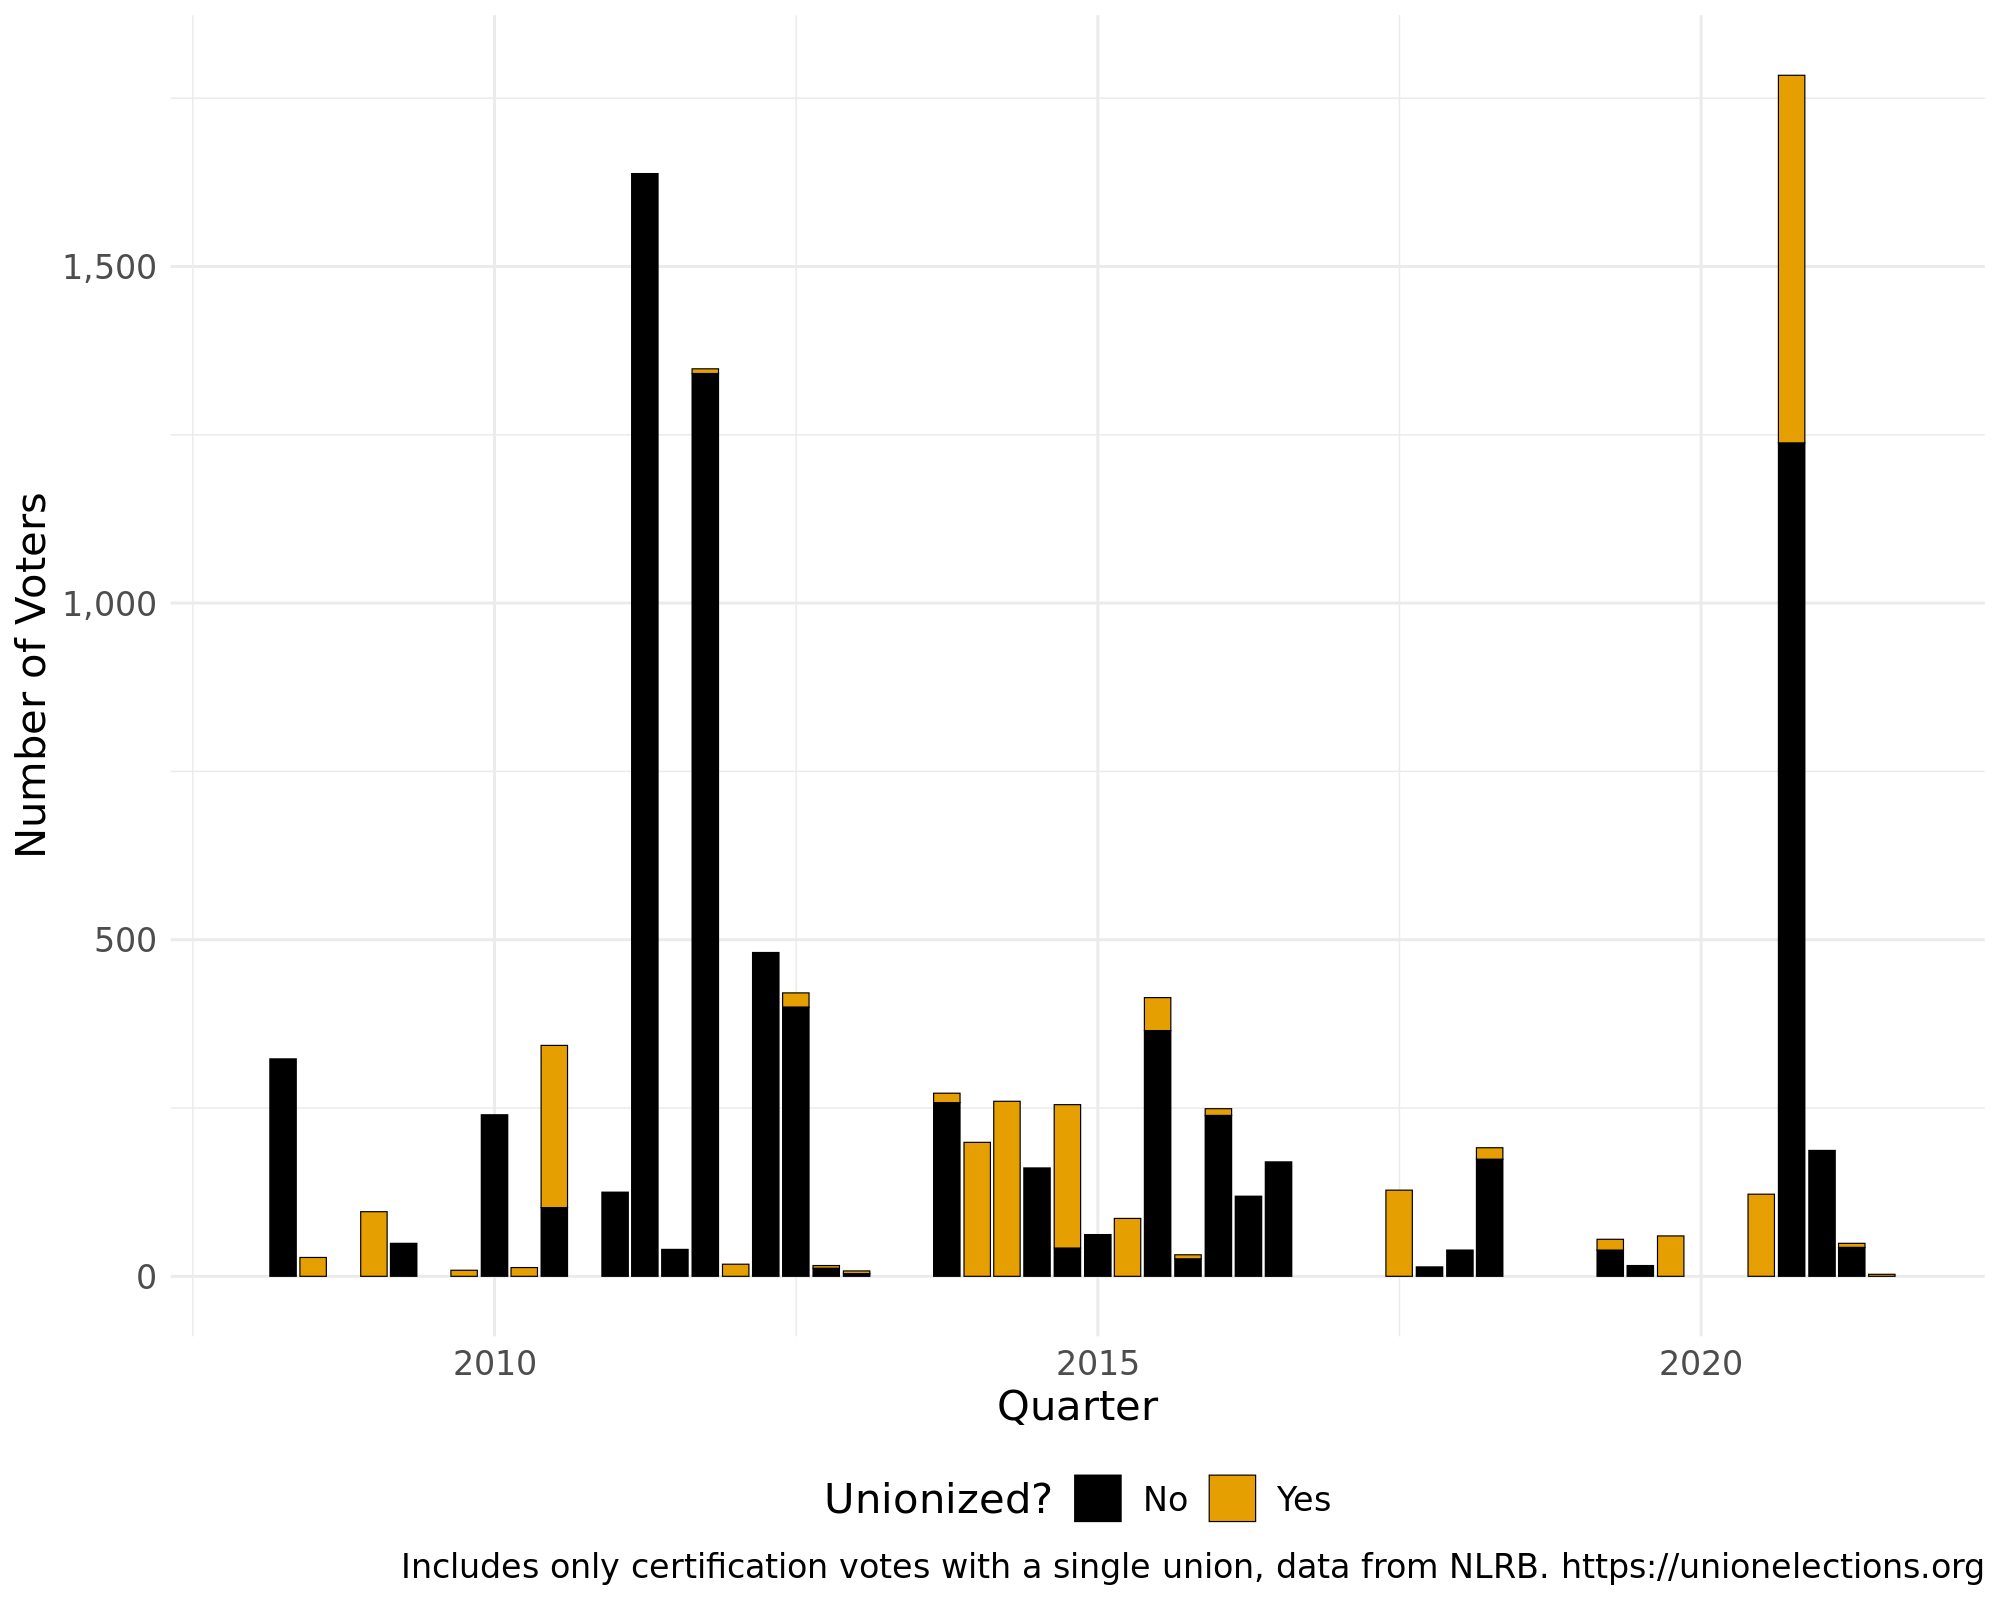 1,500
1,000
500
0
Number of Voters
2010
2015
2020
Quarter
Unionized? No Yes
Includes only certification votes with a single union, data from NLRB. https://unionelections.org